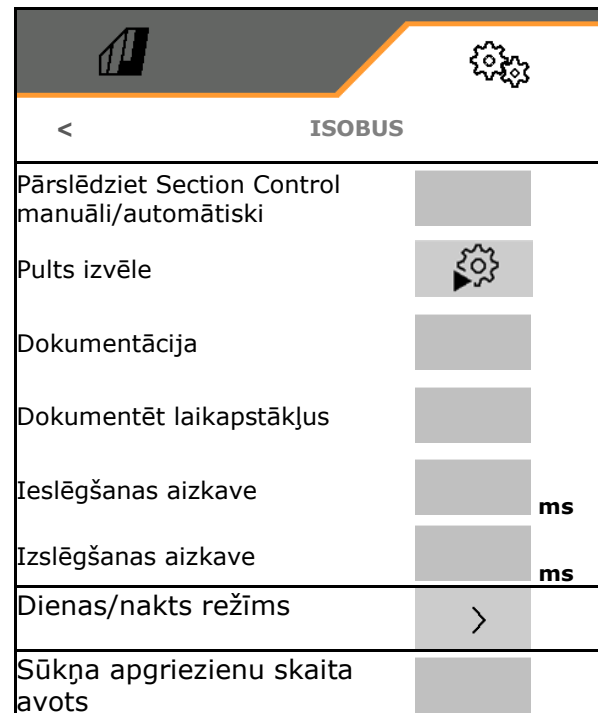 < ISOBUS
Pārslēdziet Section Control
manuāli/automātiski
Pults izvēle
Dokumentācija
Dokumentēt laikapstākļus
Ieslēgšanas aizkave
ms
Izslēgšanas aizkave
ms
Dienas/nakts režīms
>
Sūkņa apgriezienu skaita
avots